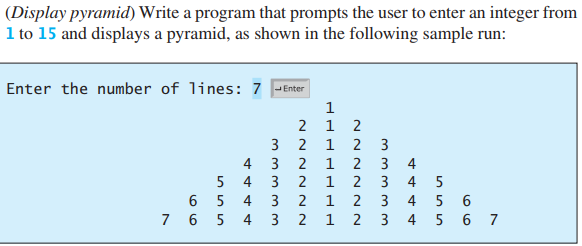 (Display pyramid) Write a program that prompts the user to enter an integer from
1 to 15 and displays a pyramid, as shown in the following sample run:
Enter the number of lines: 7 ↵Enter
1
2 1 2
3 2 1 2 3
4 3 2 1 2 3 4
5 4 3 2 1 2 3 4 5
6 5 4 3 2 1 2 3 4 5 6
7 6 5 4 3 2 1 2 3 4 5 6 7